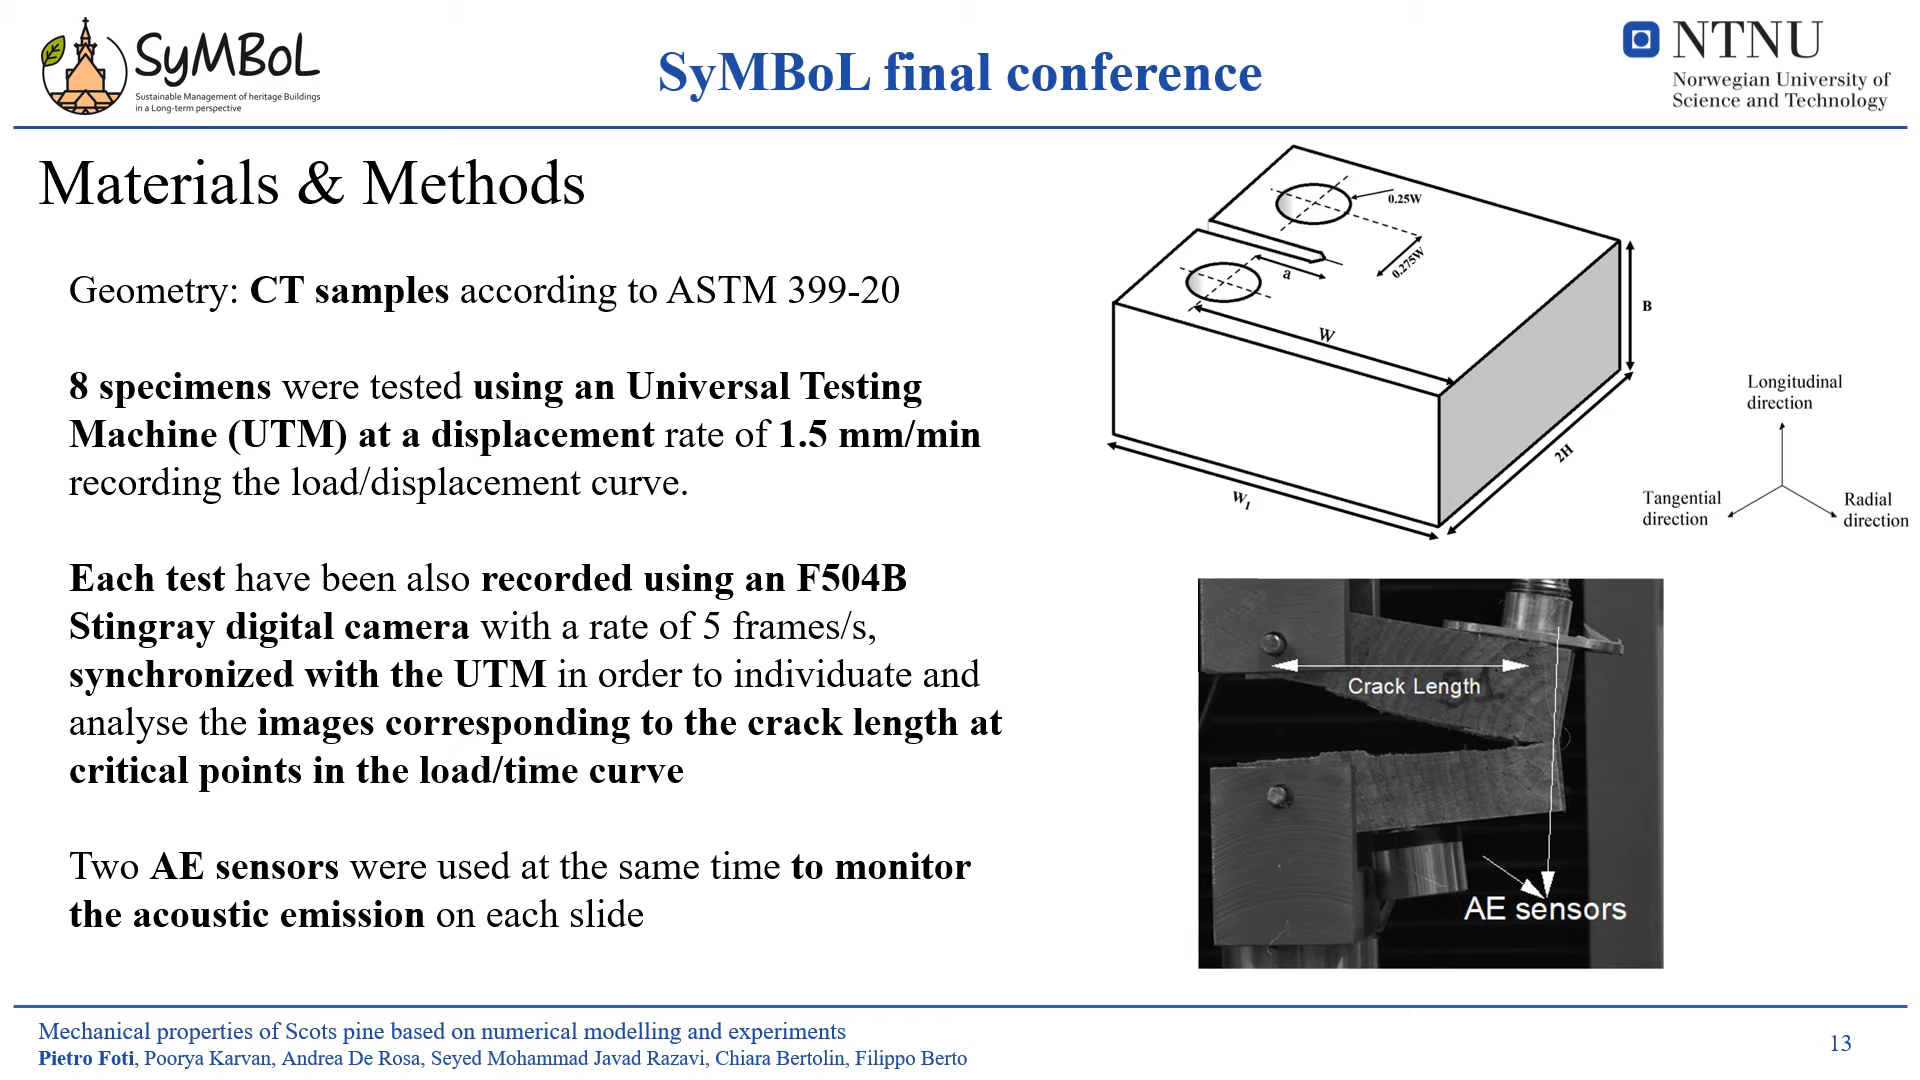 SyMBoL
Sustainable Management of heritage Buildings
in a Long-term perspective
SyMBoL final conference
NTNU
Norwegian University of
Science and Technology
Materials & Methods
Geometry: CT samples according to ASTM 399-20
8 specimens were tested using an Universal Testing
Machine (UTM) at a displacement rate of 1.5 mm/min
recording the load/displacement curve.
Each test have been also recorded using an F504B
Stingray digital camera with a rate of 5 frames/s,
synchronized with the UTM in order to individuate and
analyse the images corresponding to the crack length at
critical points in the load/time curve
Two AE sensors were used at the same time to monitor
the acoustic emission on each slide
0.25W
0.275W
a
W
B
2H
W1
Longitudinal
direction
Tangential
direction
Radial
direction
Crack Length
AE sensors
Mechanical properties of Scots pine based on numerical modelling and experiments
Pietro Foti, Poorya Karvan, Andrea De Rosa, Seyed Mohammad Javad Razavi, Chiara Bertolin, Filippo Berto
13